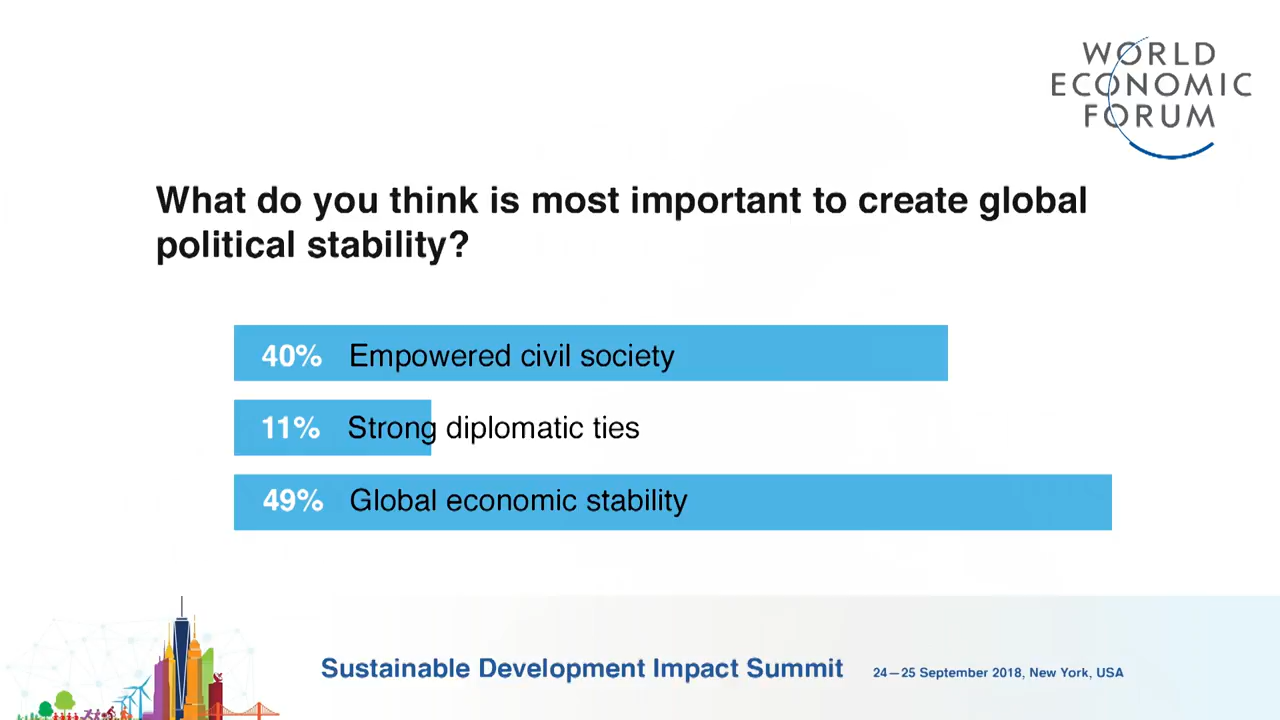 WORLD
ECONOMIC
FORUM
What do you think is most important to create global
political stability?
40% Empowered civil society
11% Strong diplomatic ties
49% Global economic stability
Sustainable Development Impact Summit 24—25 September 2018, New York, USA